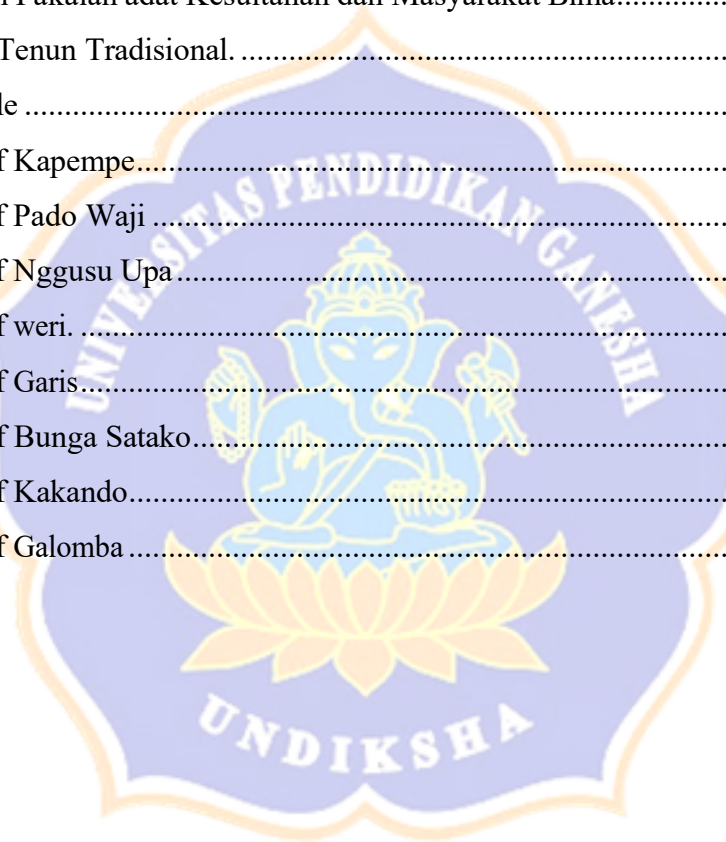 Pakaian adat Kesultanan dan Masyarakat Bima..................
Tenun Tradisional. ................................................................
le ..............................................................................................
f Kapempe................................................................................
f Pado Waji ..............................................................................
f Nggusu Upa...........................................................................
f weri. .......................................................................................
f Garis........................................................................................
f Bunga Satako........................................................................
f Kakando.................................................................................
f Galomba .................................................................................
UNIVERSITAS PENDIDIKAN GANESHA
UNDIKSHA